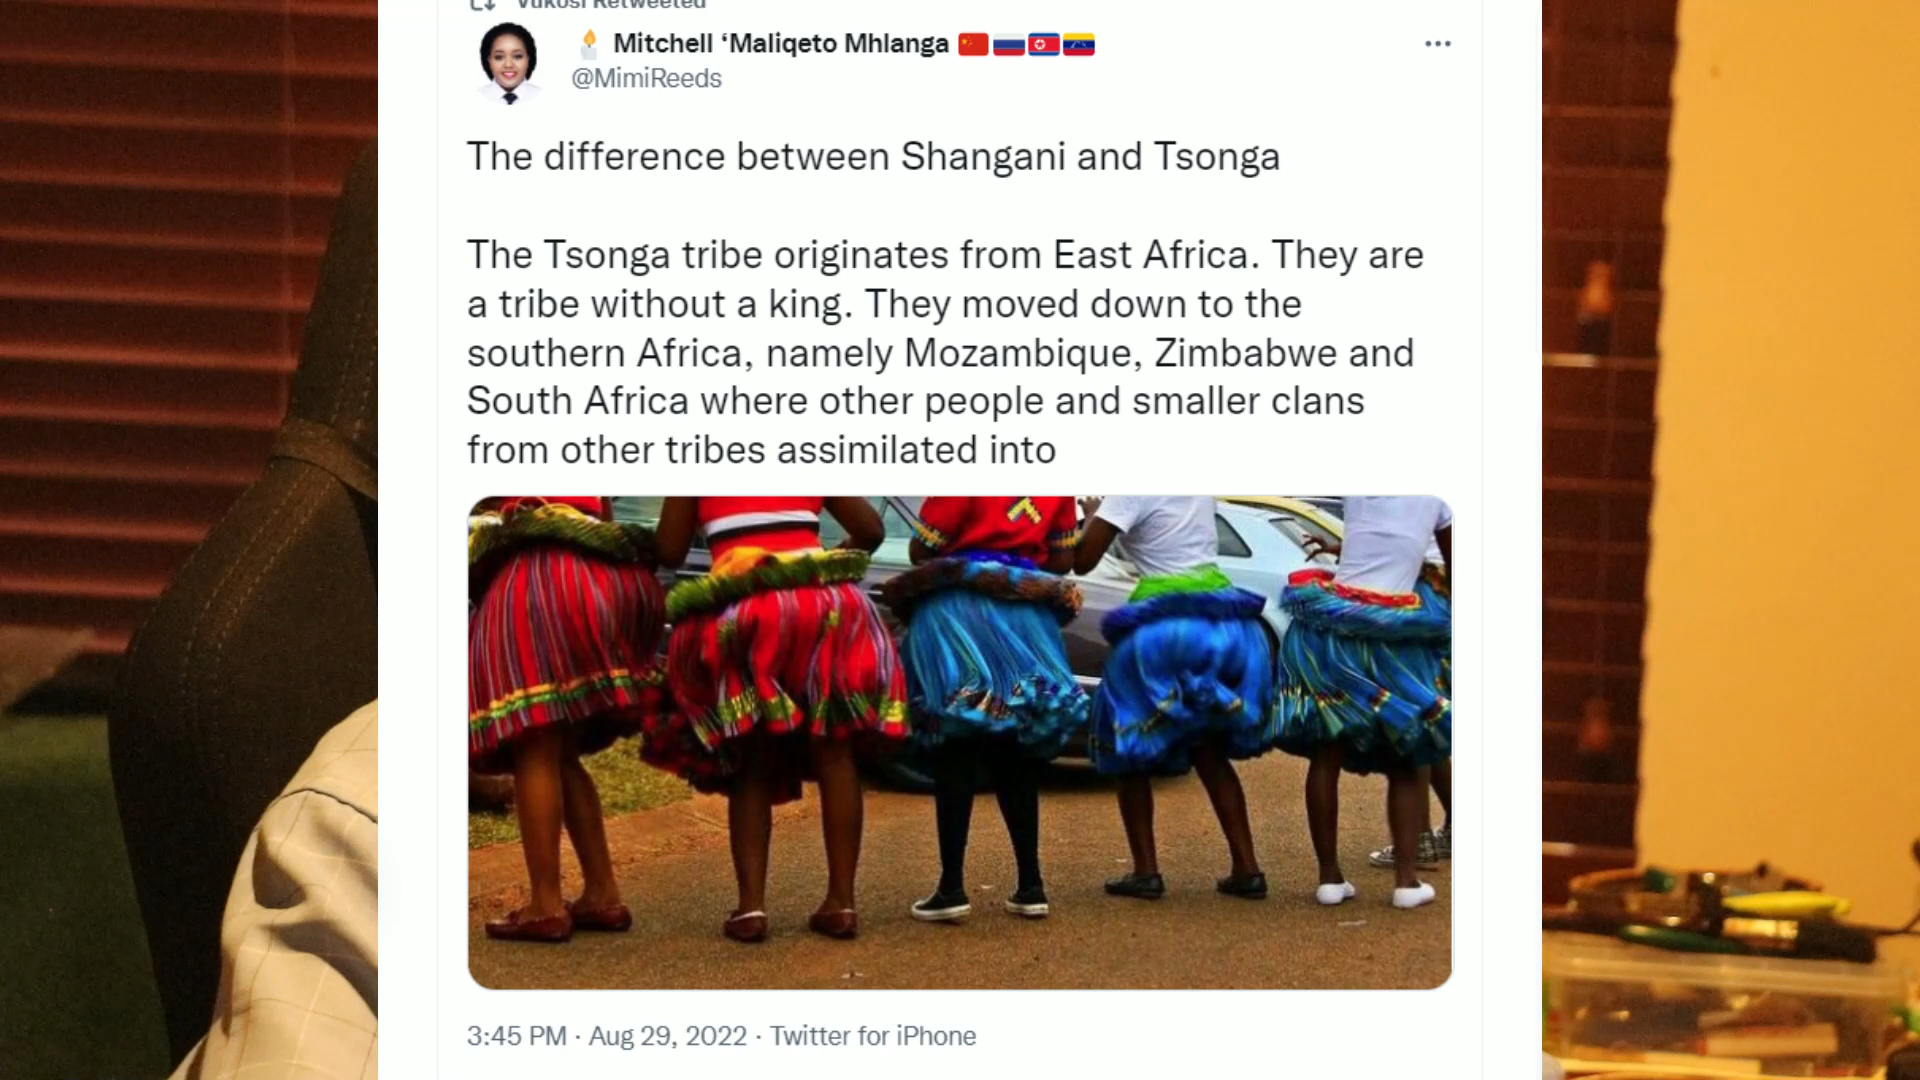 Vukosi Retweeted
Mitchell ‘Maliqeto Mhlanga
@MimiReeds
The difference between Shangani and Tsonga
The Tsonga tribe originates from East Africa. They are
a tribe without a king. They moved down to the
southern Africa, namely Mozambique, Zimbabwe and
South Africa where other people and smaller clans
from other tribes assimilated into
3:45 PM · Aug 29, 2022 · Twitter for iPhone